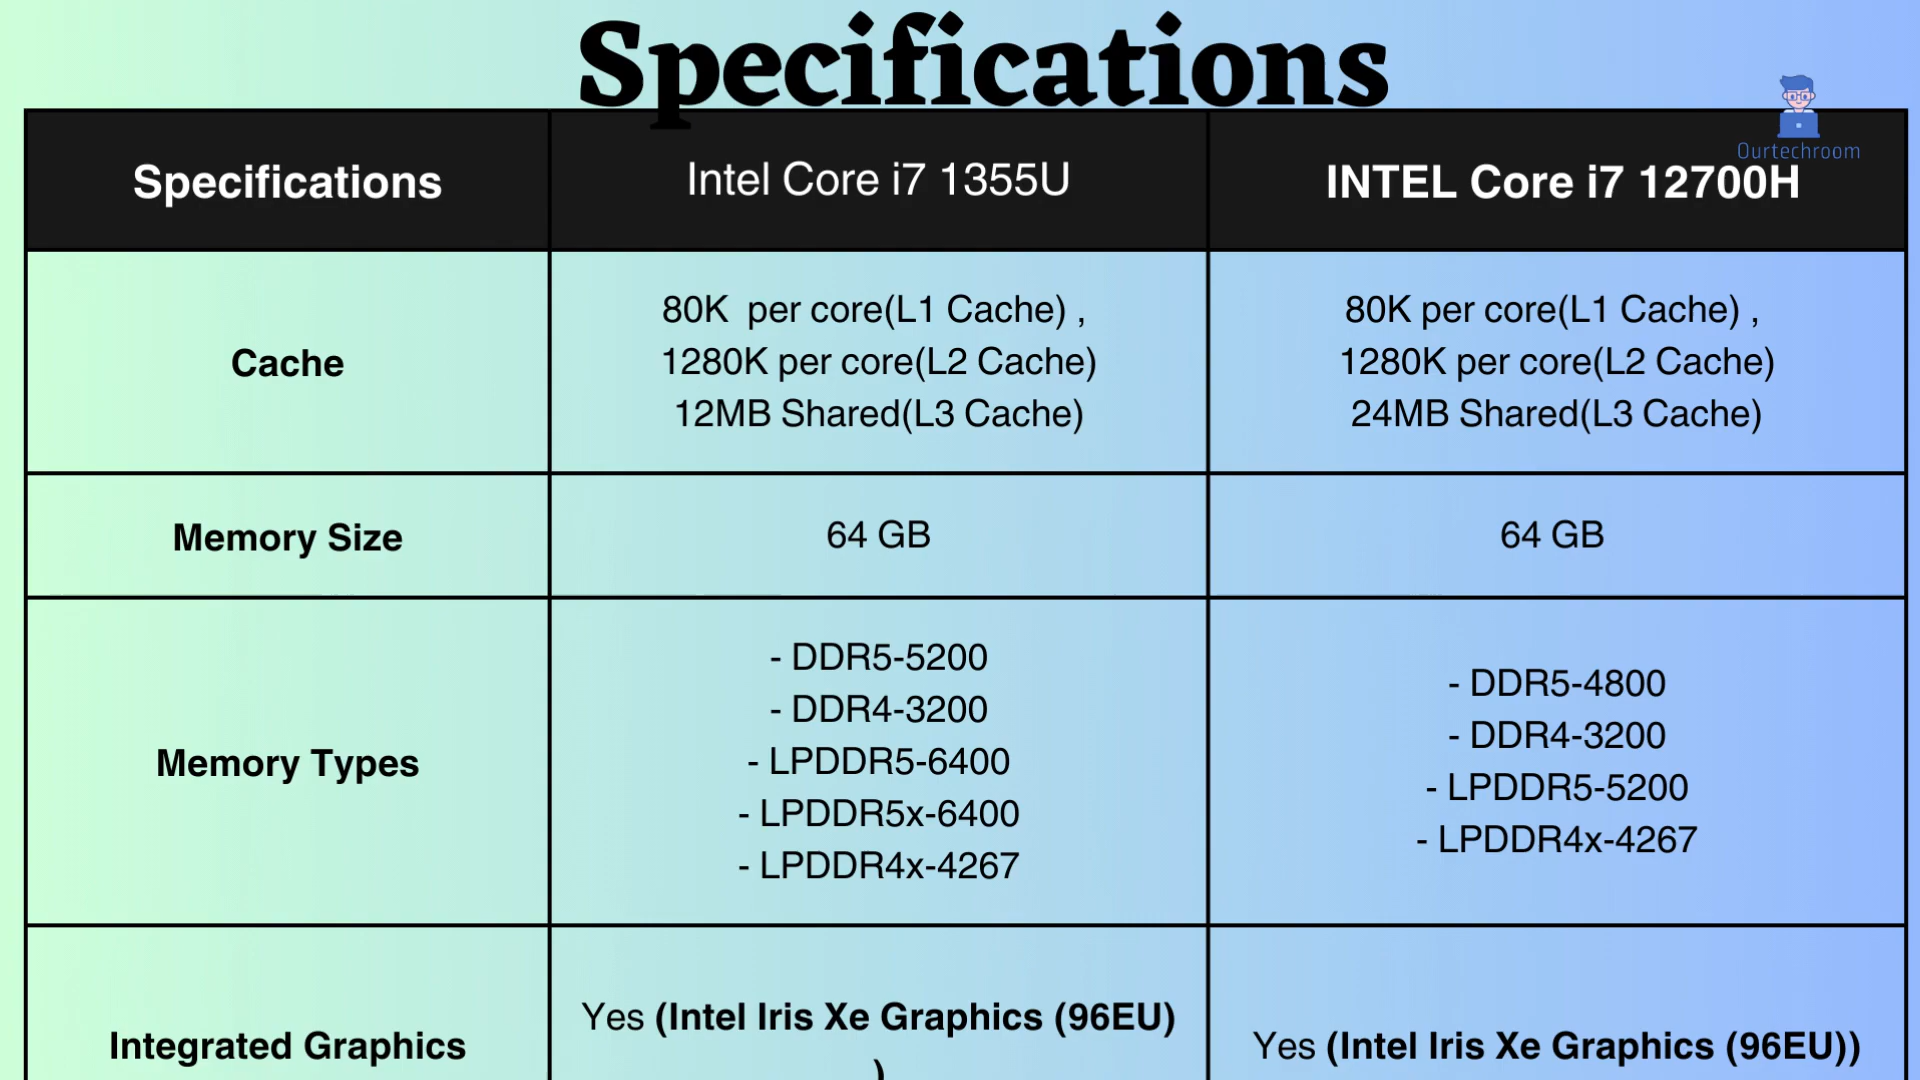 Specifications
Ourtechroom
Specifications
Intel Core i7 1355U
INTEL Core i7 12700H
Cache
80K  per core(L1 Cache) ,
1280K per core(L2 Cache)
12MB Shared(L3 Cache)
80K per core(L1 Cache) ,
1280K per core(L2 Cache)
24MB Shared(L3 Cache)
Memory Size
64 GB
64 GB
Memory Types
- DDR5-5200
- DDR4-3200
- LPDDR5-6400
- LPDDR5x-6400
- LPDDR4x-4267
- DDR5-4800
- DDR4-3200
- LPDDR5-5200
- LPDDR4x-4267
Integrated Graphics
Yes (Intel Iris Xe Graphics (96EU)
)
Yes (Intel Iris Xe Graphics (96EU))